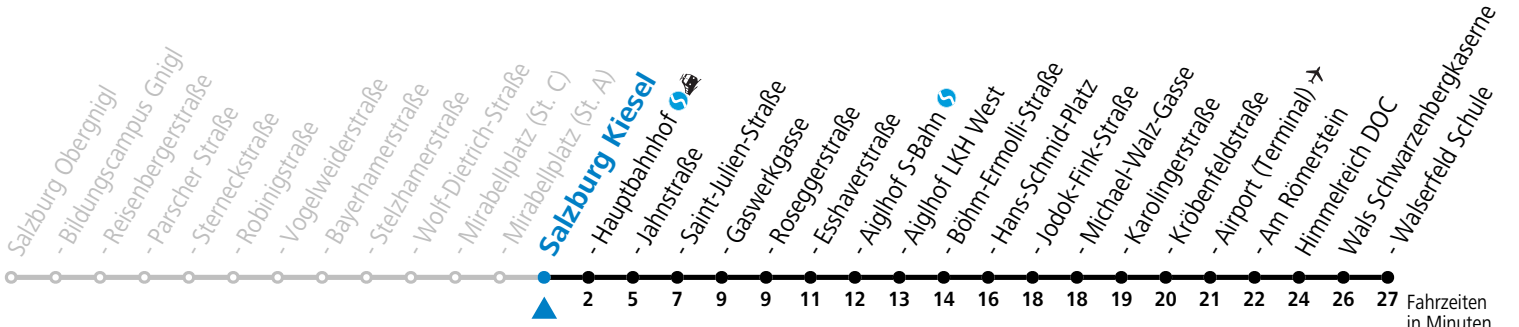 Salzburg Obergnigl
- Bildungscampus Gnigl
- Reisenbergerstraße
- Parscher Straße
- Sterneckstraße
- Robinigstraße
- Vogelweiderstraße
- Bayerhamerstraße
- Stelzhamerstraße
- Wolf-Dietrich-Straße
- Mirabellplatz (St. C)
- Mirabellplatz (St. A)
Salzburg Kiesel
- Hauptbahnhof
- Jahnstraße
- Saint-Julien-Straße
- Gaswerkgasse
- Roseggerstraße
- Esshaverstraße
- Aiglhof S-Bahn
- Aiglhof LKH West
- Böhm-Ermolli-Straße
- Hans-Schmid-Platz
- Jodok-Fink-Straße
- Michael-Walz-Gasse
- Karolingerstraße
- Kröbenfeldstraße
- Airport (Terminal)
- Am Römerstein
Himmelreich DOC
Wals Schwarzenbergkaserne
- Walserfeld Schule
2 5 7 9 9 11 12 13 14 16 18 18 19 20 21 22 24 26 27 Fahrzeiten
in Minuten